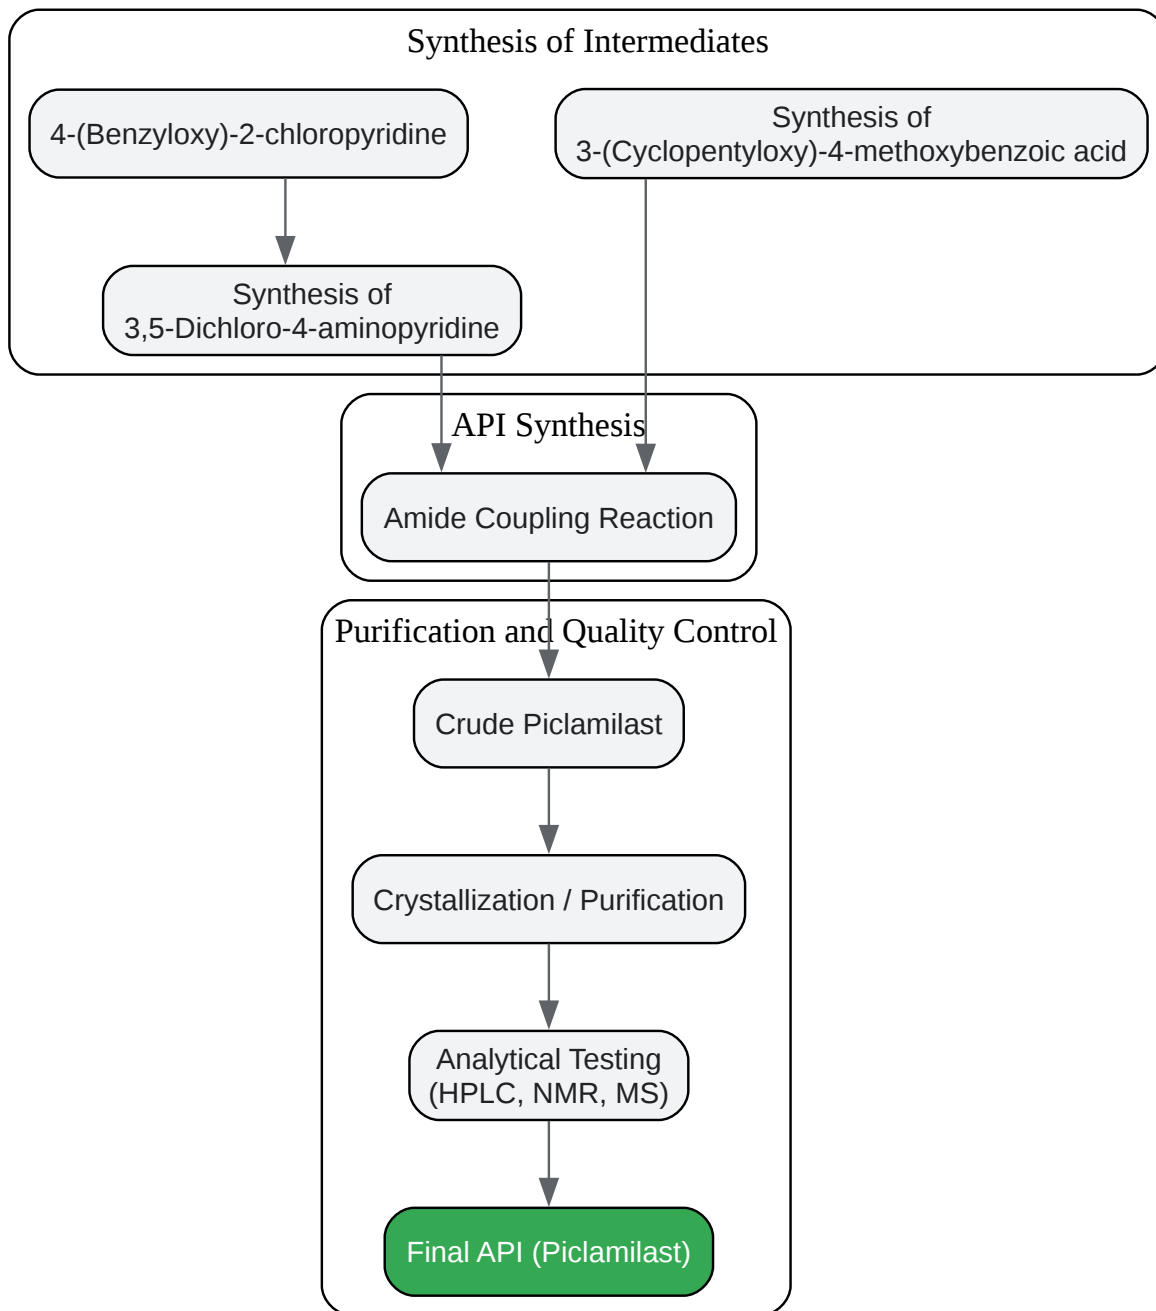 Synthesis of Intermediates
4-(Benzyloxy)-2-chloropyridine
Synthesis of
3-(Cyclopentyloxy)-4-methoxybenzoic acid
Synthesis of
3,5-Dichloro-4-aminopyridine
API Synthesis
Amide Coupling Reaction
Purification and Quality Control
Crude Piclamilast
Crystallization / Purification
Analytical Testing
(HPLC, NMR, MS)
Final API (Piclamilast)